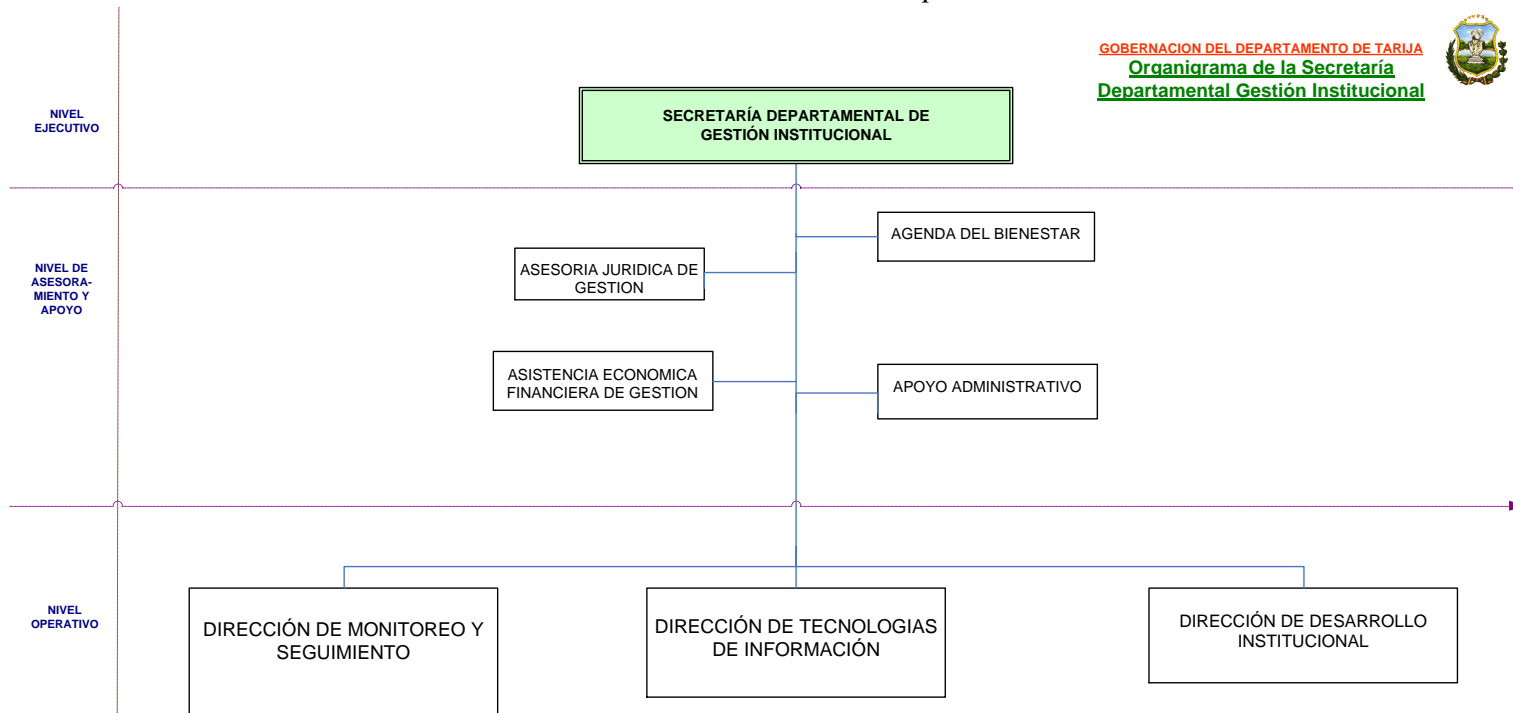 GOBERNACION DEL DEPARTAMENTO DE TARIJA
Organigrama de la Secretaría
Departamental Gestión Institucional
NIVEL
EJECUTIVO
SECRETARÍA DEPARTAMENTAL DE
GESTIÓN INSTITUCIONAL
NIVEL DE
ASESORA-
MIENTO Y
APOYO
AGENDA DEL BIENESTAR
ASESORIA JURIDICA DE
GESTION
ASISTENCIA ECONOMICA
FINANCIERA DE GESTION
APOYO ADMINISTRATIVO
NIVEL
OPERATIVO
DIRECCIÓN DE MONITOREO Y
SEGUIMIENTO
DIRECCIÓN DE TECNOLOGIAS
DE INFORMACIÓN
DIRECCIÓN DE DESARROLLO
INSTITUCIONAL